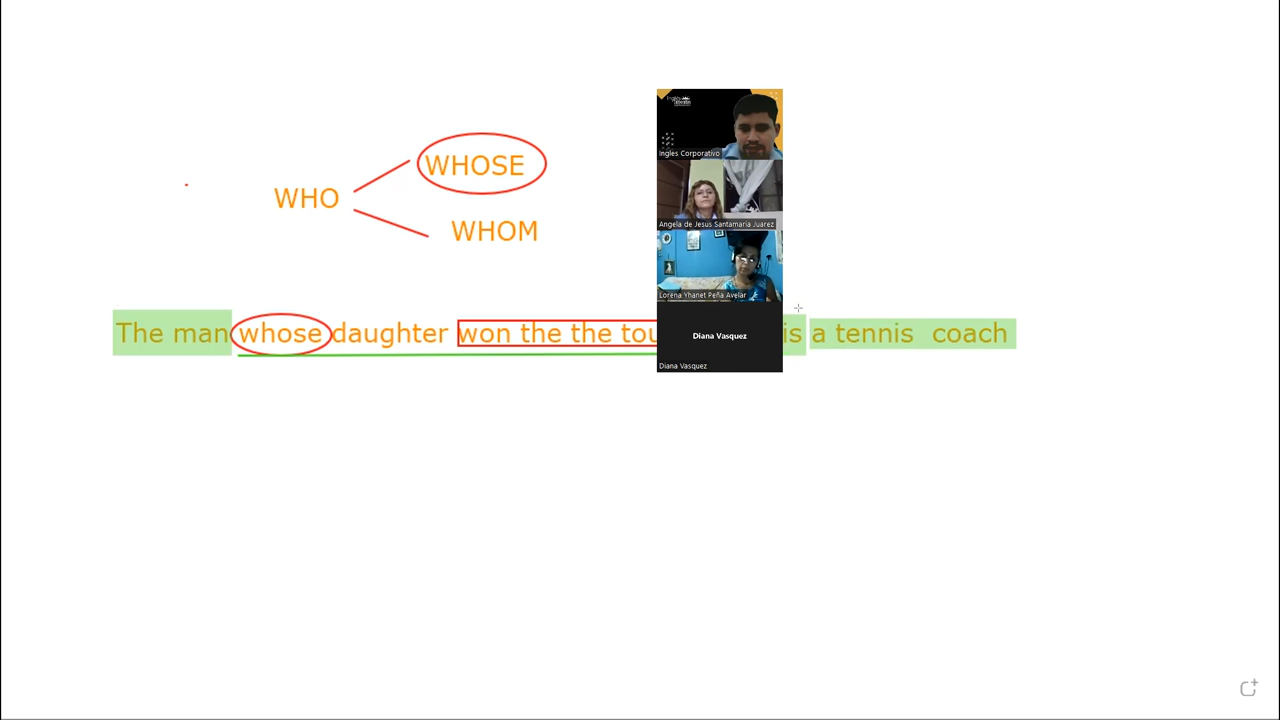 WHOSE
WHO
WHOM
The man whose daughter won the the tou is a tennis coach
Ingles Corporativo
Angela de Jesus Santamaria Juarez
Lorena Yhanet Peña Avelar
Diana Vasquez
Diana Vasquez